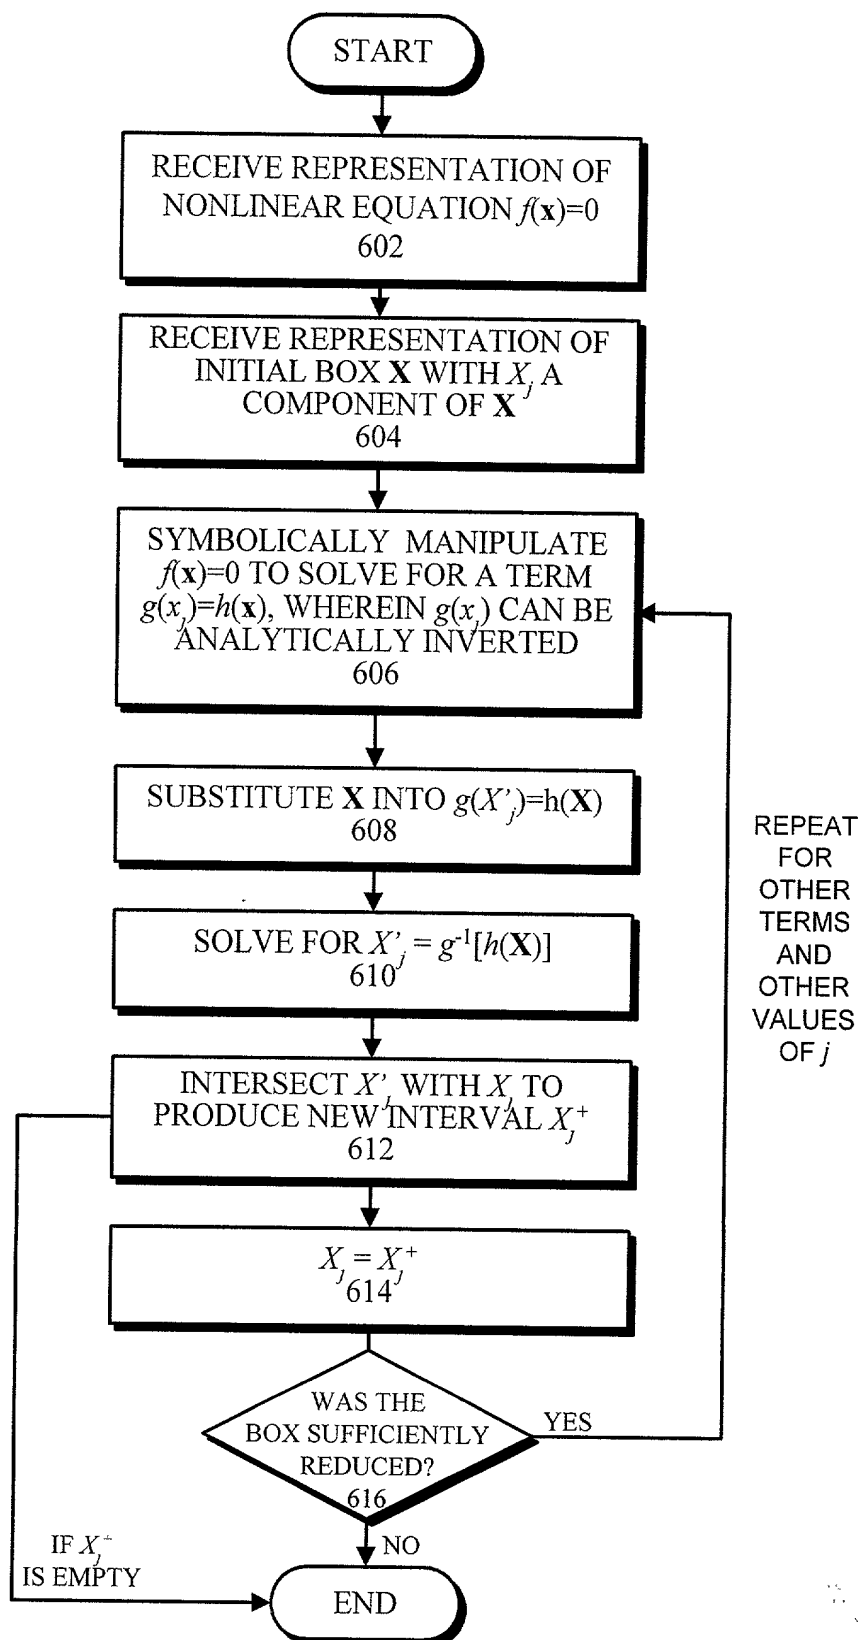 START
RECEIVE REPRESENTATION OF
NONLINEAR EQUATION f(x)=0
602
RECEIVE REPRESENTATION OF
INITIAL BOX X WITH Xj A
COMPONENT OF X
604
SYMBOLICALLY MANIPULATE
f(x)=0 TO SOLVE FOR A TERM
g(xj)=h(x), WHEREIN g(xj) CAN BE
ANALYTICALLY INVERTED
606
SUBSTITUTE X INTO g(X'j)=h(X)
608
SOLVE FOR X'j = g⁻¹[h(X)]
610
INTERSECT X'j WITH Xj TO
PRODUCE NEW INTERVAL Xj⁺
612
Xj = Xj⁺
614
WAS THE
BOX SUFFICIENTLY
REDUCED?
616
YES
NO
REPEAT
FOR
OTHER
TERMS
AND
OTHER
VALUES
OF j
IF Xj⁺
IS EMPTY
END